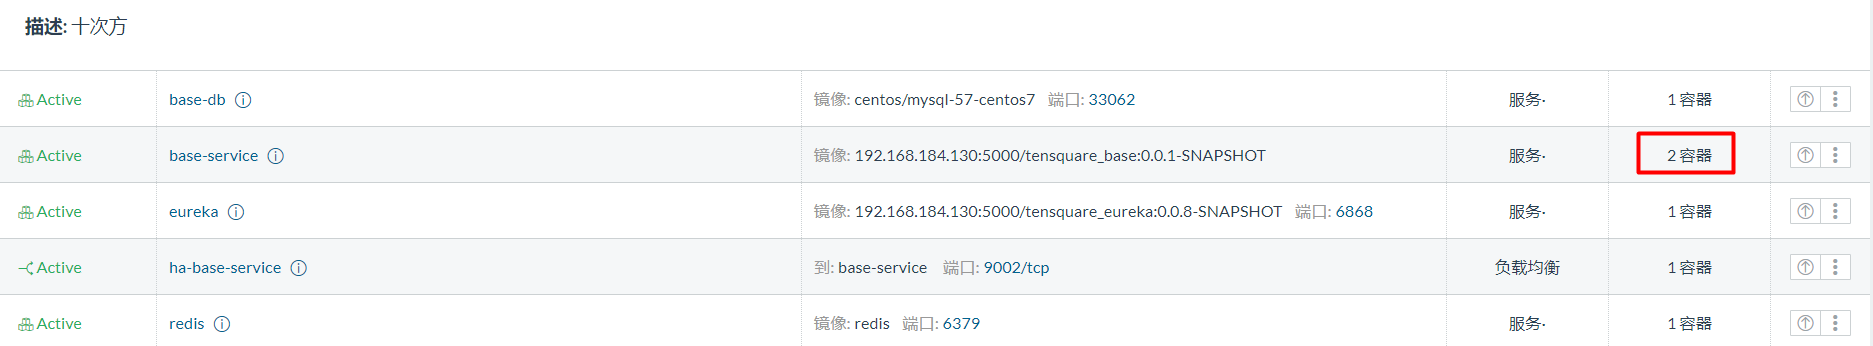 描述: 十次方
Active base-db 镜像: centos/mysql-57-centos7 端口: 33062 服务· 1 容器
Active base-service 镜像: 192.168.184.130:5000/tensquare_base:0.0.1-SNAPSHOT 服务· 2 容器
Active eureka 镜像: 192.168.184.130:5000/tensquare_eureka:0.0.8-SNAPSHOT 端口: 6868 服务· 1 容器
Active ha-base-service 到: base-service 端口: 9002/tcp 负载均衡 1 容器
Active redis 镜像: redis 端口: 6379 服务· 1 容器